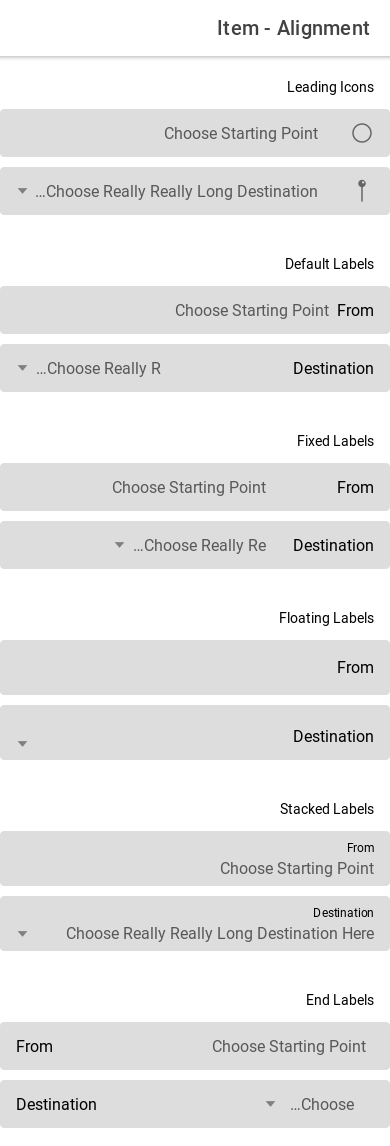 Item - Alignment
Leading Icons
Choose Starting Point
Choose Really Really Long Destination…
Default Labels
From Choose Starting Point
Destination Choose Really R…
Fixed Labels
From Choose Starting Point
Destination Choose Really Re…
Floating Labels
From
Destination
Stacked Labels
From
Choose Starting Point
Destination
Choose Really Really Long Destination Here
End Labels
Choose Starting Point From
Choose… Destination